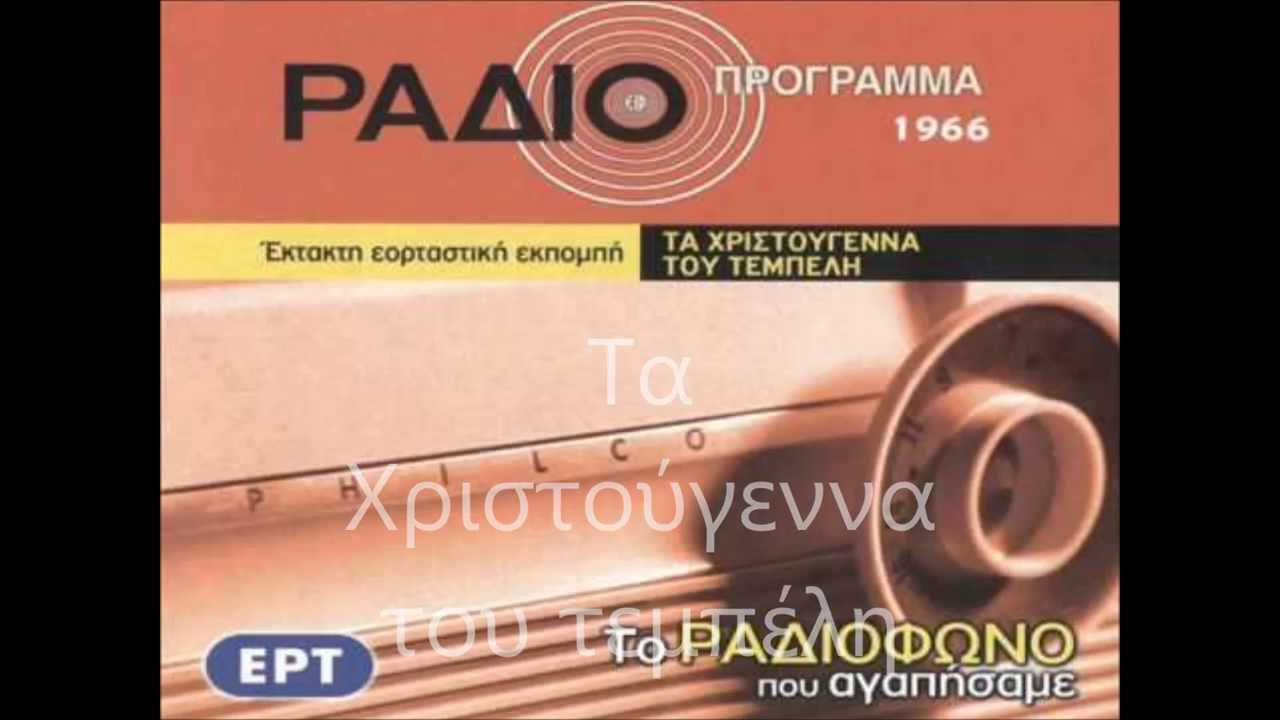 ΡΑΔΙΟ
ΠΡΟΓΡΑΜΜΑ
1966
Έκτακτη εορταστική εκπομπή
ΤΑ ΧΡΙΣΤΟΥΓΕΝΝΑ
ΤΟΥ ΤΕΜΠΕΛΗ
Τα
Χριστούγεννα
του τεμπέλη
PHILCO
Το ΡΑΔΙΟΦΩΝΟ
που αγαπήσαμε
ΕΡΤ